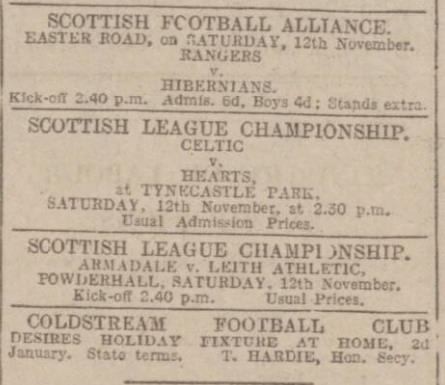 SCOTTISH FOOTBALL ALLIANCE.
EASTER ROAD, on SATURDAY, 12th November.
RANGERS
v.
HIBERNIANS.
Kick-off 2.40 p.m. Admis. 6d, Boys 4d; Stands extra.
SCOTTISH LEAGUE CHAMPIONSHIP.
CELTIC
v.
HEARTS,
at TYNECASTLE PARK,
SATURDAY, 12th November, at 2.30 p.m.
Usual Admission Prices.
SCOTTISH LEAGUE CHAMPIONSHIP.
ARMADALE v. LEITH ATHLETIC,
POWDERHALL, SATURDAY, 12th November.
Kick-off 2.40 p.m. Usual Prices.
COLDSTREAM FOOTBALL CLUB
DESIRES HOLIDAY FIXTURE AT HOME, 2d
January. State terms. T. HARDIE, Hon. Secy.